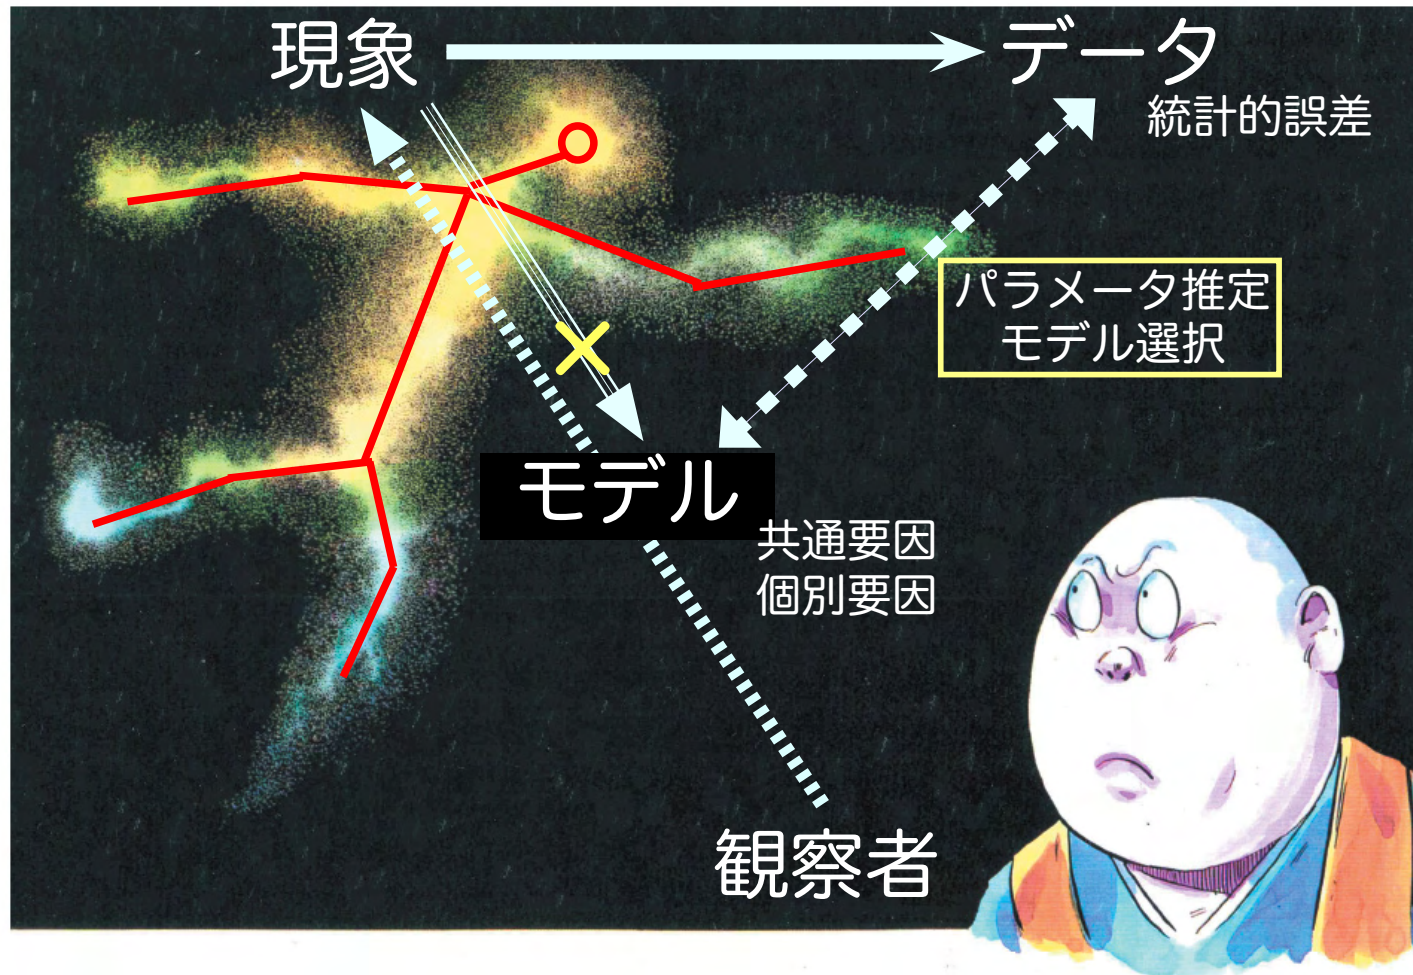 現象
データ
統計的誤差
パラメータ推定
モデル選択
モデル
共通要因
個別要因
観察者